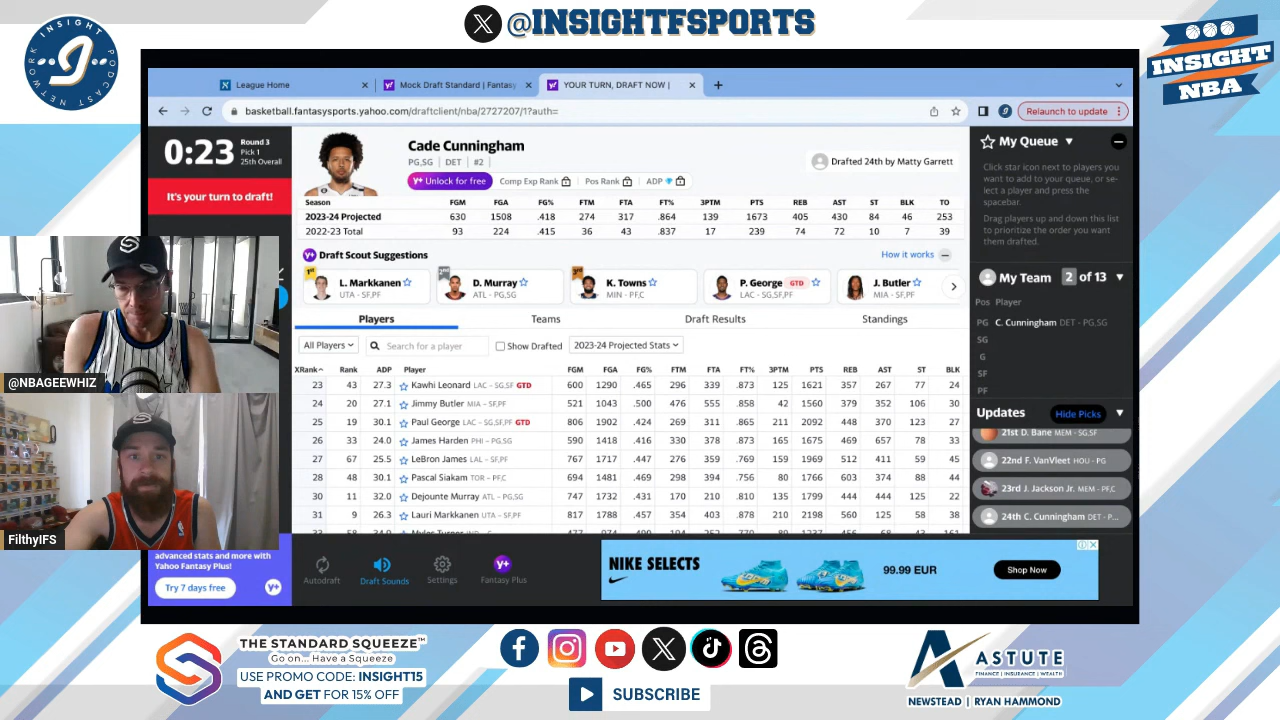 @INSIGHTFSPORTS
INSIGHT
PODCAST NETWORK
INSIGHT
NBA
League Home
Mock Draft Standard | Fantasy
YOUR TURN, DRAFT NOW |
basketball.fantasysports.yahoo.com/draftclient/nba/2727207/1?auth=
Relaunch to update
0:23
Round 3
Pick 1
25th Overall
It's your turn to draft!
Cade Cunningham
PG,SG DET #2
Drafted 24th by Matty Garrett
Y+ Unlock for free Comp Exp Rank Pos Rank ADP
Season FGM FGA FG% FTM FTA FT% 3PTM PTS REB AST ST BLK TO
2023-24 Projected 630 1508 .418 274 317 .864 139 1673 405 430 84 46 253
2022-23 Total 93 224 .415 36 43 .837 17 239 74 72 10 7 39
Y+ Draft Scout Suggestions How it works
1st L. Markkanen
UTA - SF,PF
2nd D. Murray
ATL - PG,SG
3rd K. Towns
MIN - PF,C
P. George GTD
LAC - SG,SF,PF
J. Butler
MIA - SF,PF
Players Teams Draft Results Standings
All Players Search for a player Show Drafted 2023-24 Projected Stats
XRank Rank ADP Player FGM FGA FG% FTM FTA FT% 3PTM PTS REB AST ST BLK
23 43 27.3 Kawhi Leonard LAC - SG,SF GTD 600 1290 .465 296 339 .873 125 1621 357 267 77 24
24 20 27.1 Jimmy Butler MIA - SF,PF 521 1043 .500 476 555 .858 42 1560 379 352 106 30
25 19 30.1 Paul George LAC - SG,SF,PF GTD 806 1902 .424 269 311 .865 211 2092 448 370 123 27
26 33 24.0 James Harden PHI - PG,SG 590 1418 .416 330 378 .873 165 1675 469 657 78 33
27 67 25.5 LeBron James LAL - SF,PF 767 1717 .447 276 359 .769 159 1969 512 411 59 45
28 48 30.1 Pascal Siakam TOR - PF,C 694 1481 .469 298 394 .756 80 1766 603 374 88 44
30 11 32.0 Dejounte Murray ATL - PG,SG 747 1732 .431 170 210 .810 135 1799 444 444 125 22
31 9 26.3 Lauri Markkanen UTA - SF,PF 817 1788 .457 354 403 .878 210 2198 560 125 58 38
My Queue
Click star icon next to players you
want to add to your queue, or se-
lect a player and press the
spacebar.
Drag players up and down this list
to prioritize the order you want
them drafted.
My Team 2 of 13
Pos Player
PG C. Cunningham DET - PG,SG
SG
G
SF
PF
Updates Hide Picks
21st D. Bane MEM - SG,SF
22nd F. VanVleet HOU - PG
23rd J. Jackson Jr. MEM - PF,C
24th C. Cunningham DET - P...
@NBAGEEWHIZ
FilthyIFS
advanced stats and more with
Yahoo Fantasy Plus!
Try 7 days free
Y+
Autodraft Draft Sounds Settings Fantasy Plus
NIKE SELECTS
99.99 EUR
Shop Now
THE STANDARD SQUEEZE™
Go on... Have a Squeeze
USE PROMO CODE: INSIGHT15
AND GET FOR 15% OFF
SUBSCRIBE
ASTUTE
FINANCE | INSURANCE | WEALTH
NEWSTEAD | RYAN HAMMOND